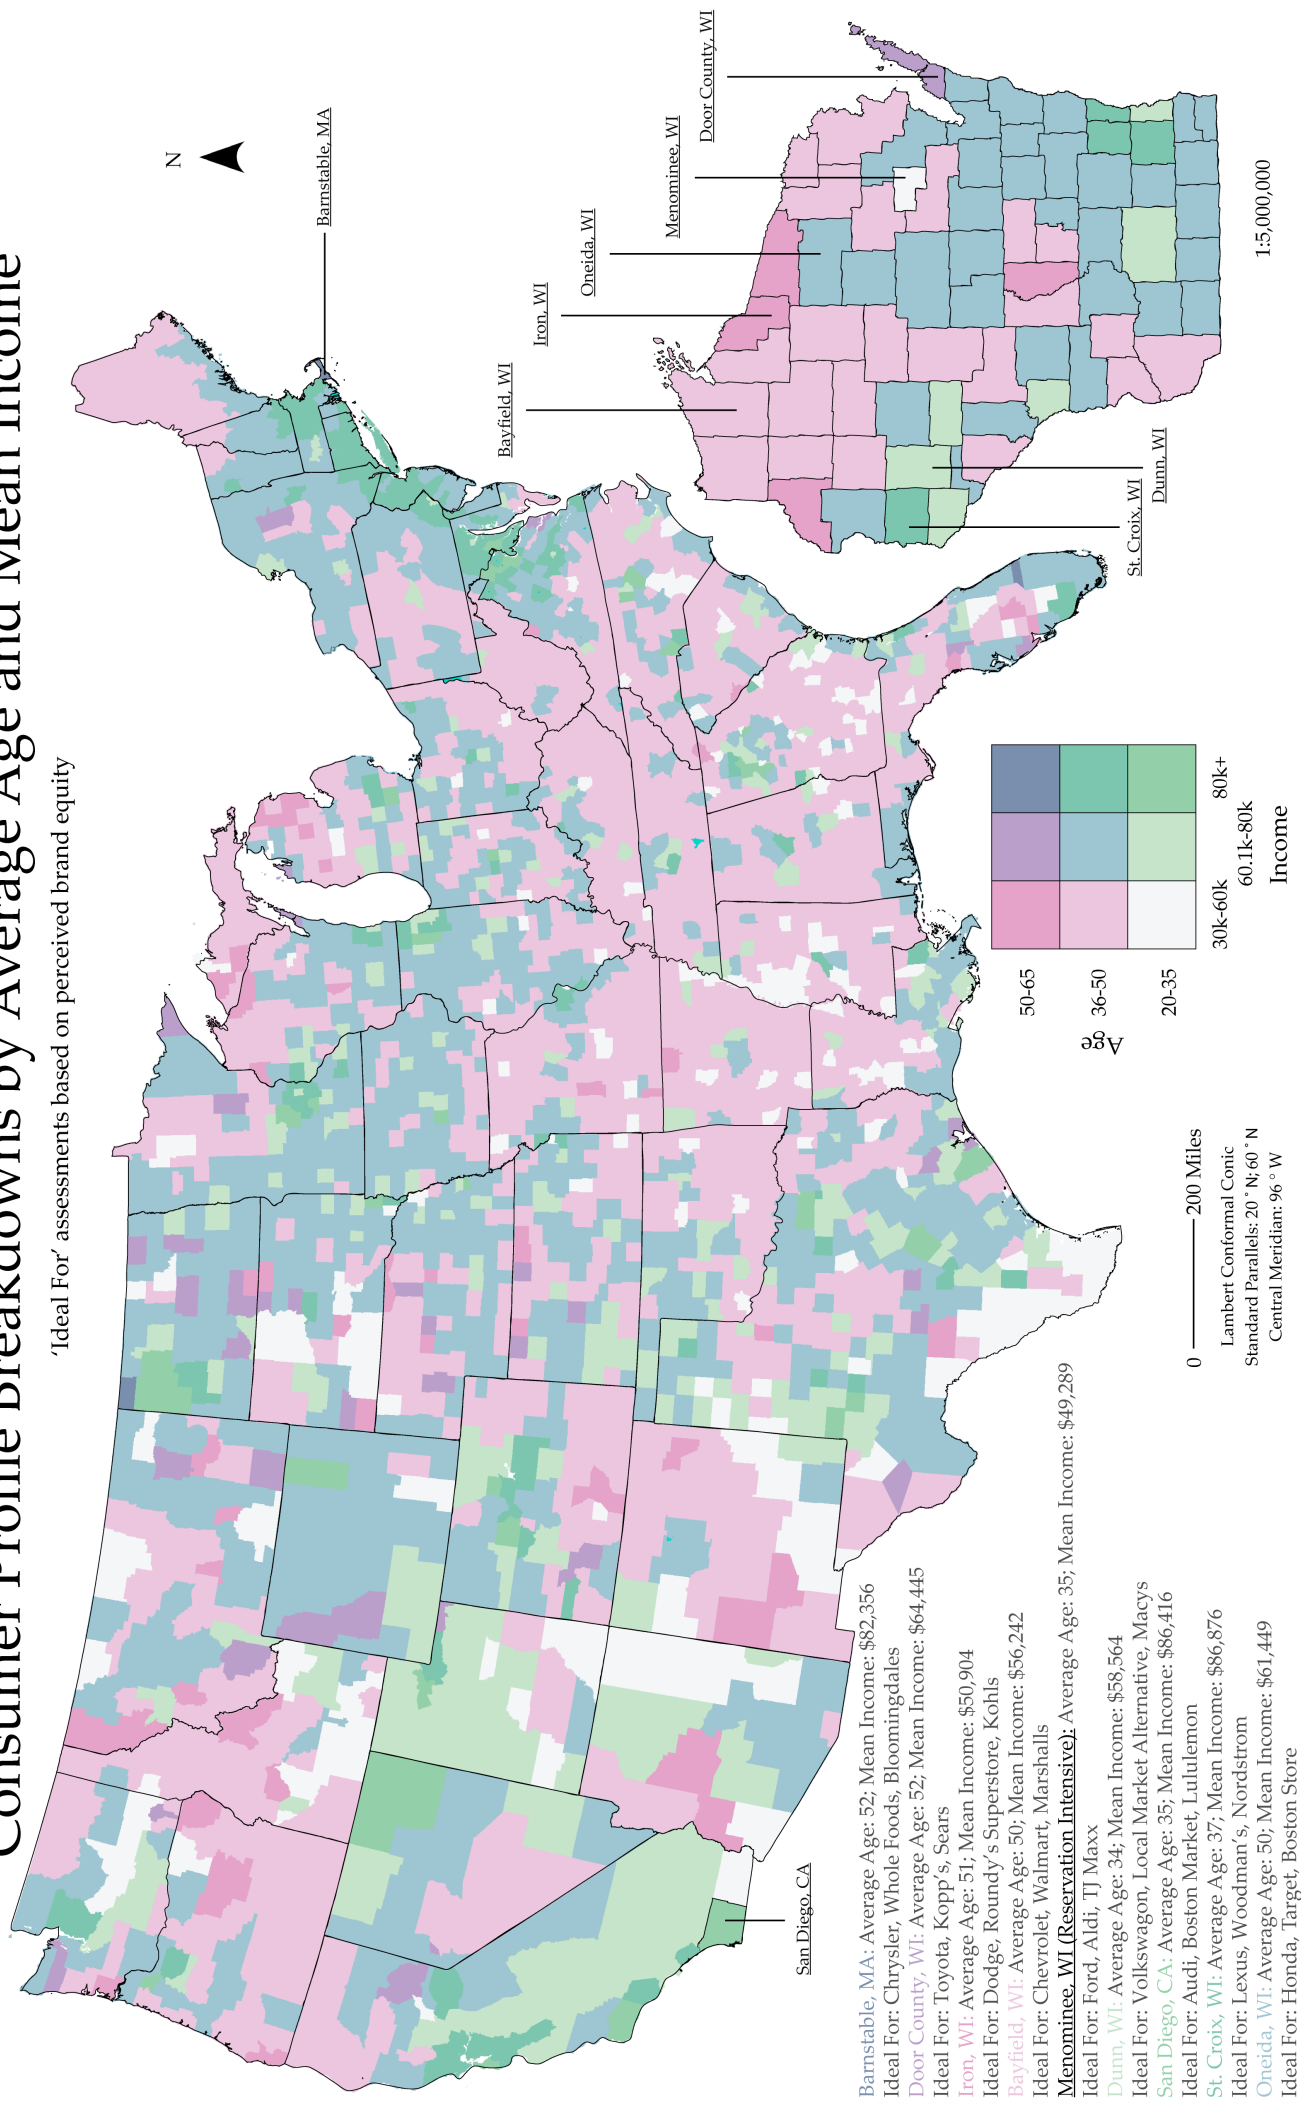 Consumer Profile Breakdowns by Average Age and Mean Income
'Ideal For' assessments based on perceived brand equity
N
Barnstable, MA
San Diego, CA
Bayfield, WI
Iron, WI
Oneida, WI
Menominee, WI
Door County, WI
St. Croix, WI
Dunn, WI
1:5,000,000
Barnstable, MA: Average Age: 52; Mean Income: $82,356
Ideal For: Chrysler, Whole Foods, Bloomingdales
Door County, WI: Average Age: 52; Mean Income: $64,445
Ideal For: Toyota, Kopp's, Sears
Iron, WI: Average Age: 51; Mean Income: $50,904
Ideal For: Dodge, Roundy's Superstore, Kohls
Bayfield, WI: Average Age: 50; Mean Income: $56,242
Ideal For: Chevrolet, Walmart, Marshalls
Menominee, WI (Reservation Intensive): Average Age: 35; Mean Income: $49,289
Ideal For: Ford, Aldi, TJ Maxx
Dunn, WI: Average Age: 34; Mean Income: $58,564
Ideal For: Volkswagon, Local Market Alternative, Macys
San Diego, CA: Average Age: 35; Mean Income: $86,416
Ideal For: Audi, Boston Market, Lululemon
St. Croix, WI: Average Age: 37; Mean Income: $86,876
Ideal For: Lexus, Woodman's, Nordstrom
Oneida, WI: Average Age: 50; Mean Income: $61,449
Ideal For: Honda, Target, Boston Store
0 200 Miles
Lambert Conformal Conic
Standard Parallels: 20 ° N; 60 ° N
Central Meridian: 96 ° W
Age
50-65
36-50
20-35
30k-60k
60.1k-80k
80k+
Income